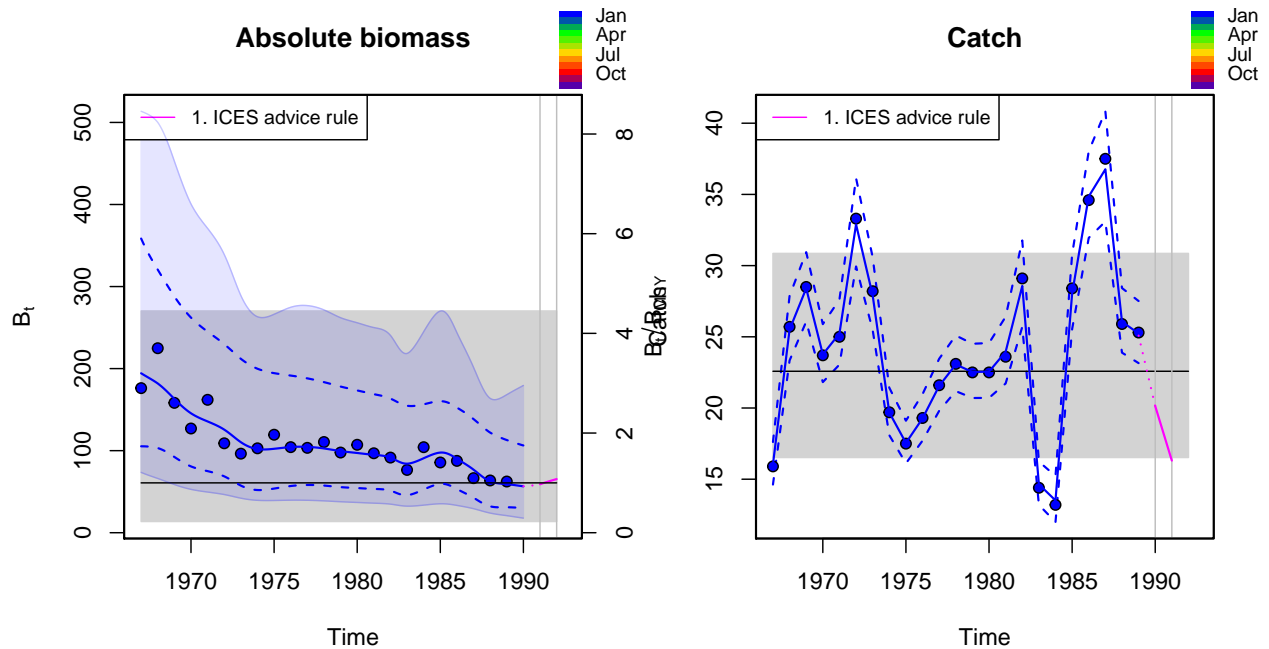 Absolute biomass
Jan
Apr
Jul
Oct
1. ICES advice rule
500
400
300
200
100
0
Bt
8
6
4
2
0
1970 1975 1980 1985 1990
Time
Catch
Jan
Apr
Jul
Oct
1. ICES advice rule
40
35
30
25
20
15
1970 1975 1980 1985 1990
Time